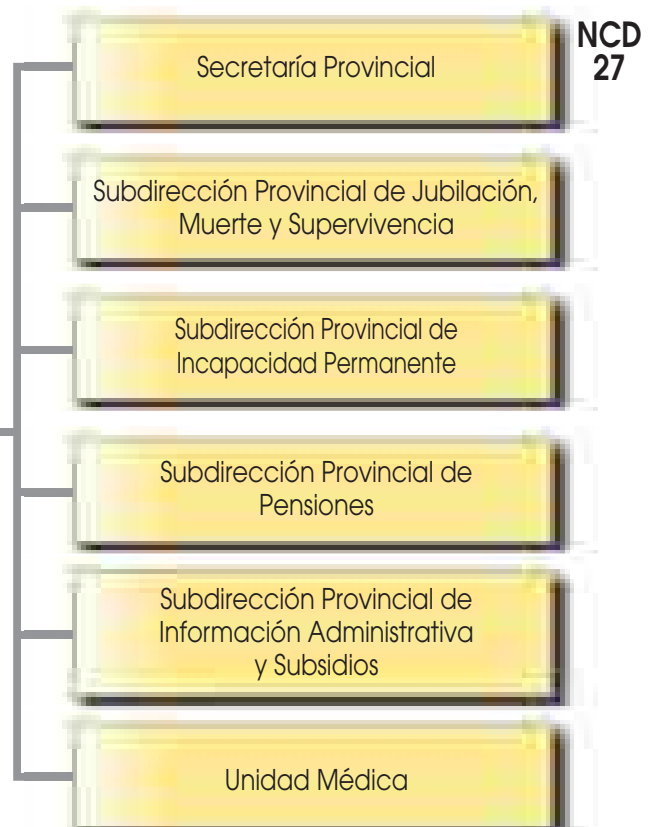 NCD
27
Secretaría Provincial
Subdirección Provincial de Jubilación,
Muerte y Supervivencia
Subdirección Provincial de
Incapacidad Permanente
Subdirección Provincial de
Pensiones
Subdirección Provincial de
Información Administrativa
y Subsidios
Unidad Médica